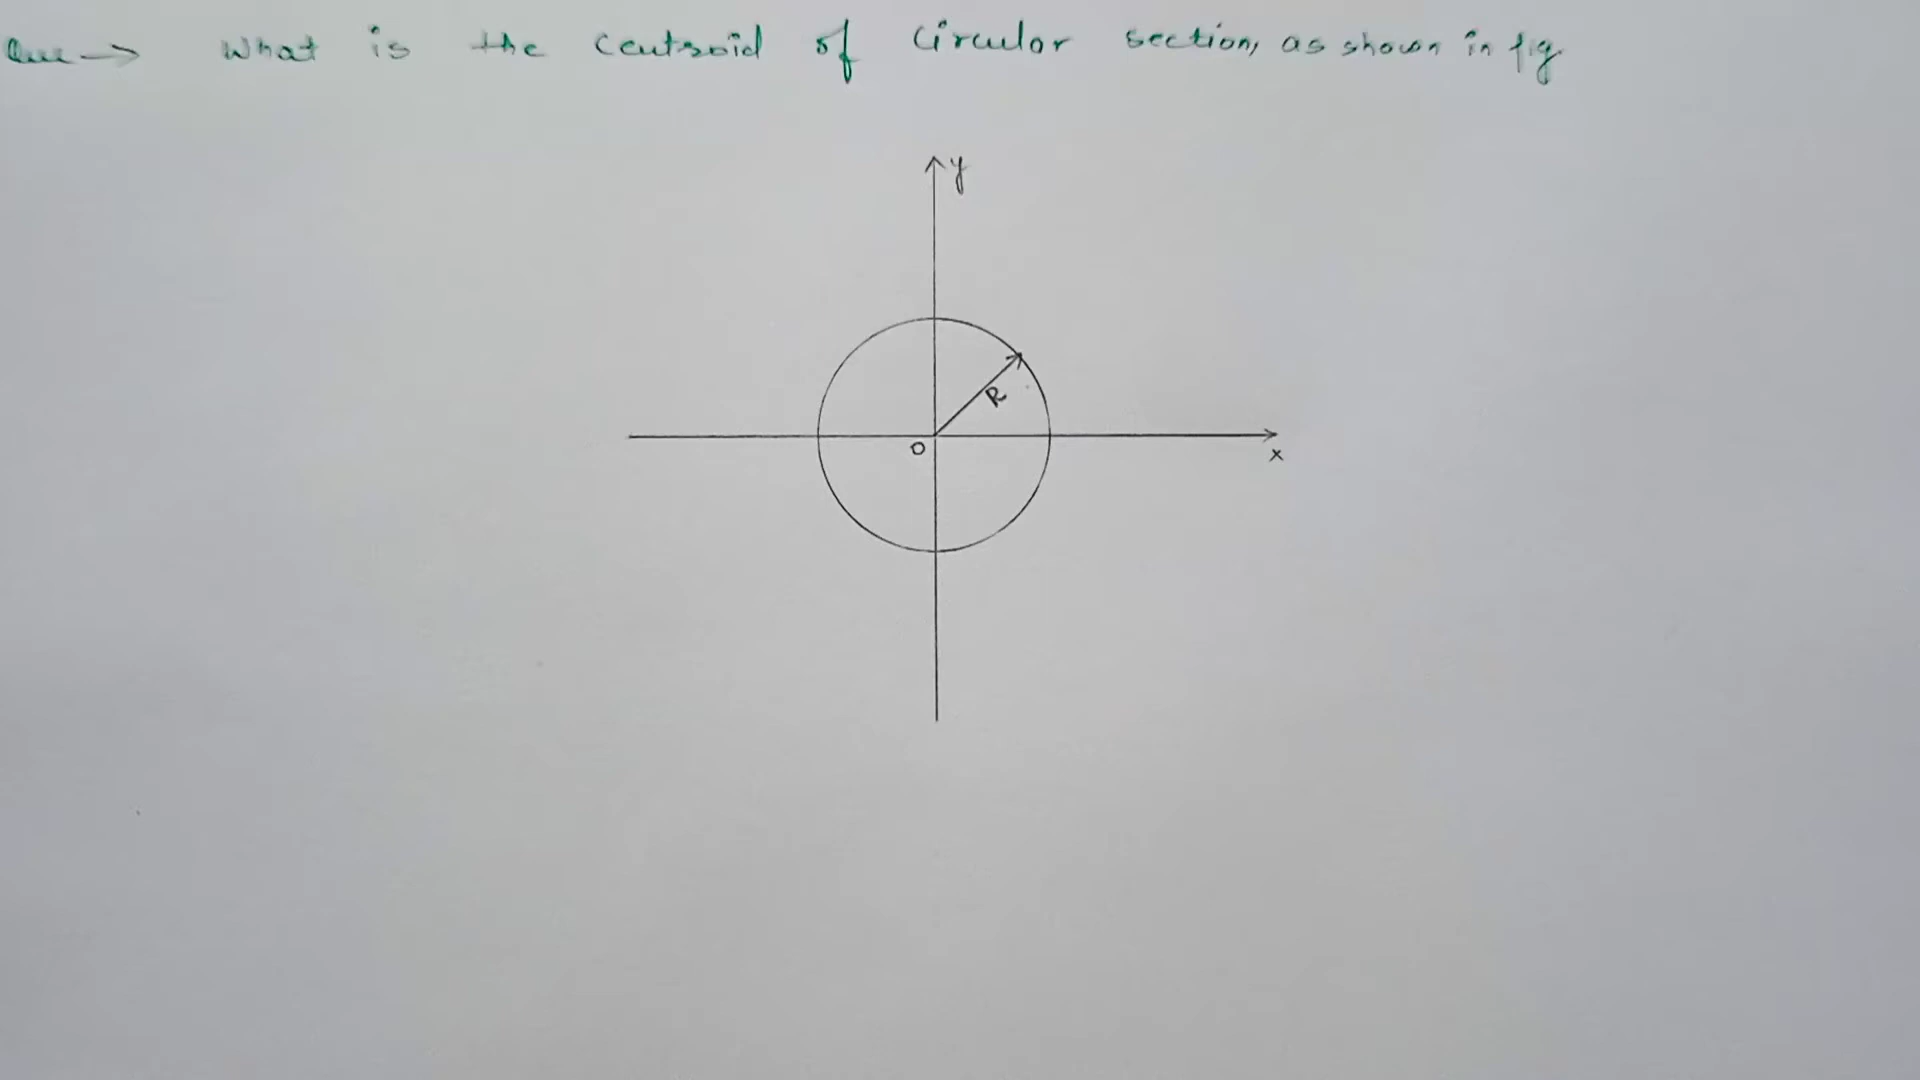 Que → What is the centroid of circular section, as shown in fig.
y
R
O
x